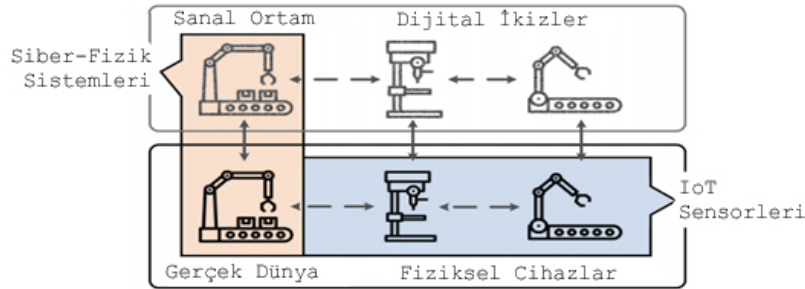 Sanal Ortam
Dijital İkizler
Siber-Fizik
Sistemleri
IoT
Sensorleri
Gerçek Dünya
Fiziksel Cihazlar